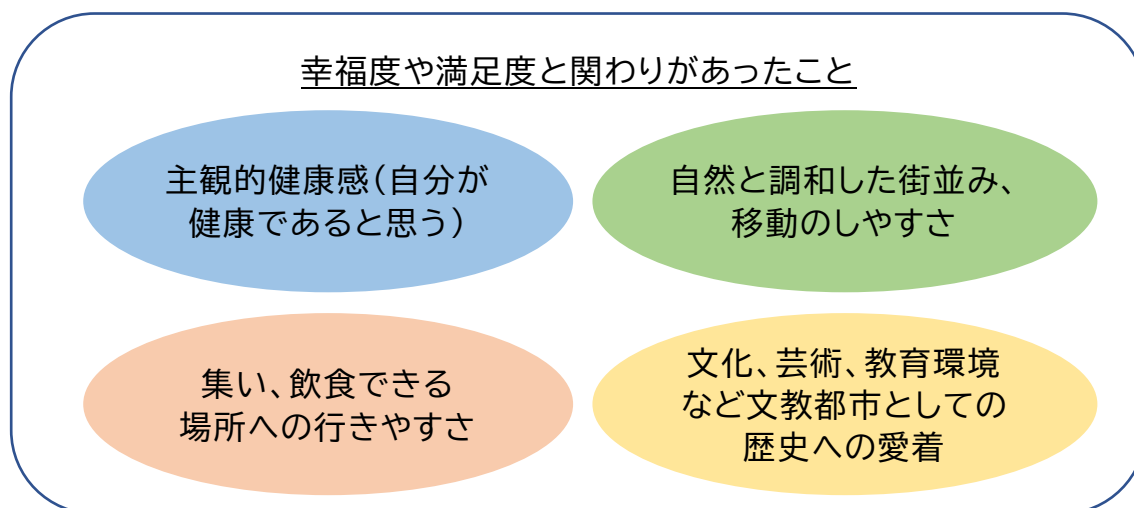 幸福度や満足度と関わりがあったこと
主観的健康感(自分が
健康であると思う)
自然と調和した街並み、
移動のしやすさ
集い、飲食できる
場所への行きやすさ
文化、芸術、教育環境
など文教都市としての
歴史への愛着